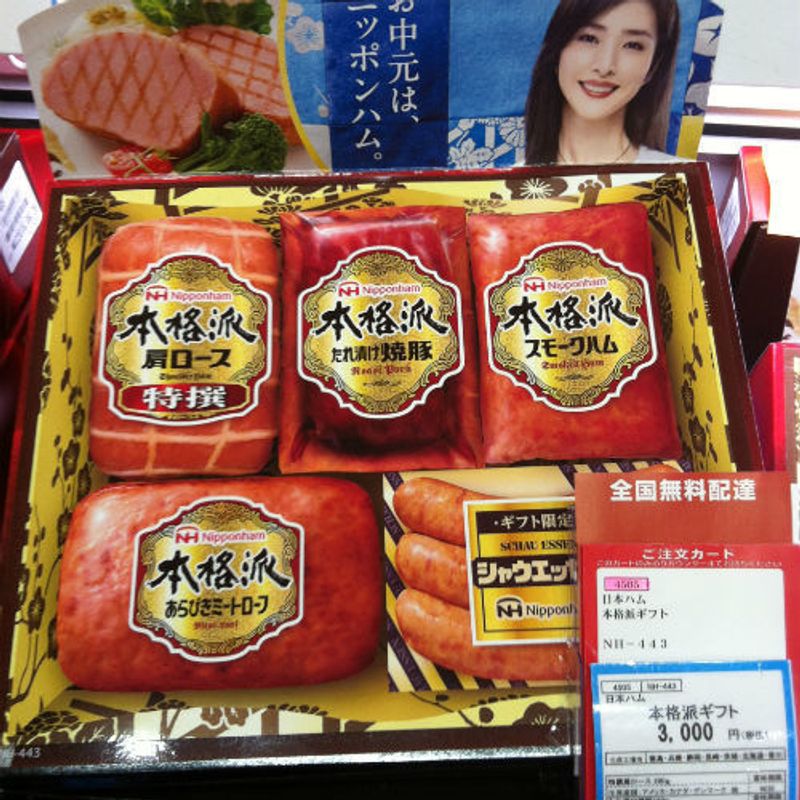 お中元は、
ニッポンハム。
NH Nipponham
本格派
肩ロース
特撰
NH Nipponham
本格派
たれ漬け焼豚
Roast Pork
NH Nipponham
本格派
スモークハム
Smoked Ham
NH Nipponham
本格派
あらびきミートローフ
・ギフト限定
SCHAU ESSE
シャウエッセ
NH Nipponham
全国無料配達
ご注文カード
4505
日本ハム
本格派ギフト
NH-443
4505 NH-443
日本ハム
本格派ギフト
3,000 円